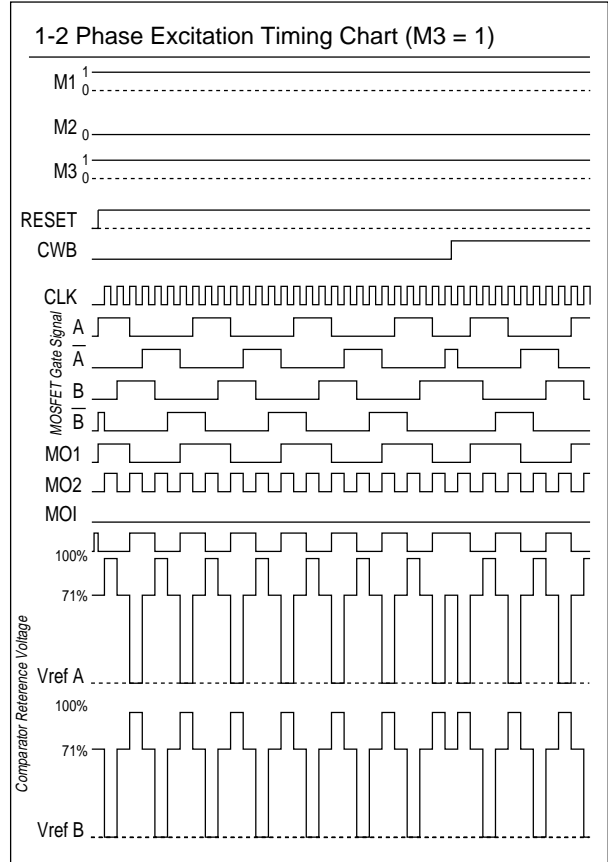 1-2 Phase Excitation Timing Chart (M3 = 1)
M1 1
0
M2 0
M3 1
0
RESET
CWB
CLK
MOSFET Gate Signal
A
A̅
B
B̅
MO1
MO2
MOI
100%
71%
Vref A
Comparator Reterence Voltage
100%
71%
Vref B